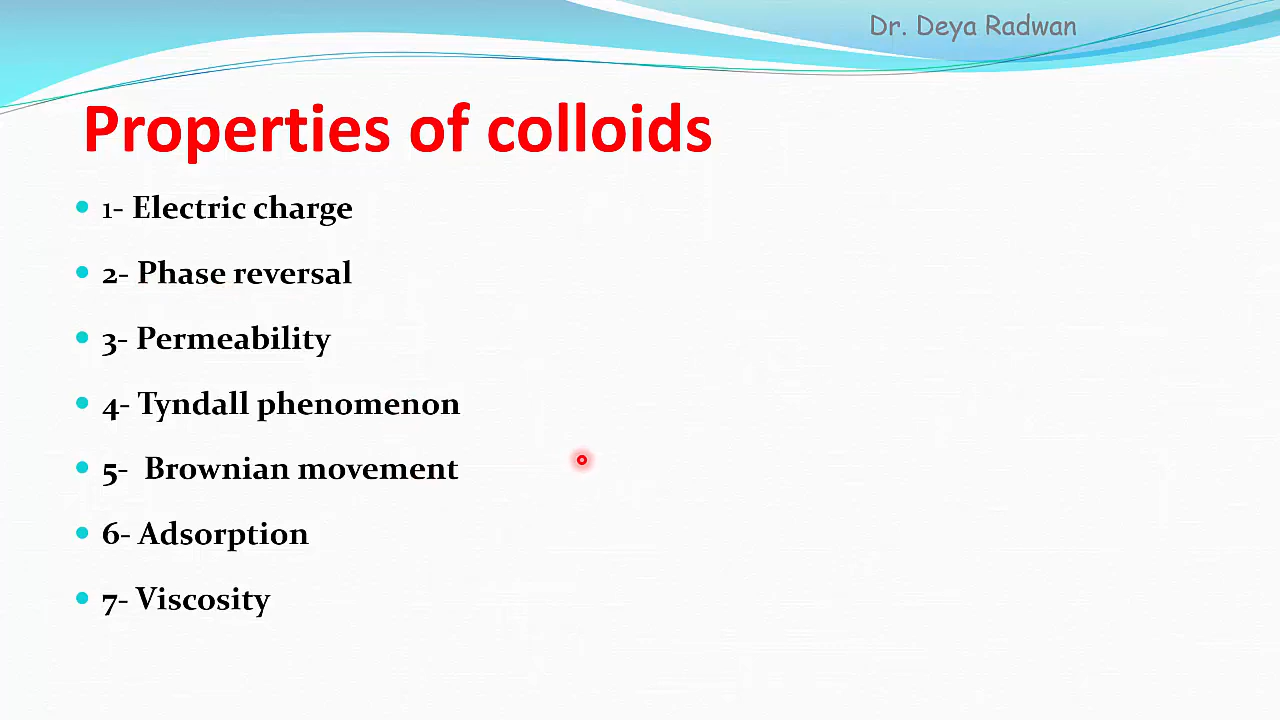 Dr. Deya Radwan
Properties of colloids
• 1- Electric charge
• 2- Phase reversal
• 3- Permeability
• 4- Tyndall phenomenon
• 5- Brownian movement
• 6- Adsorption
• 7- Viscosity